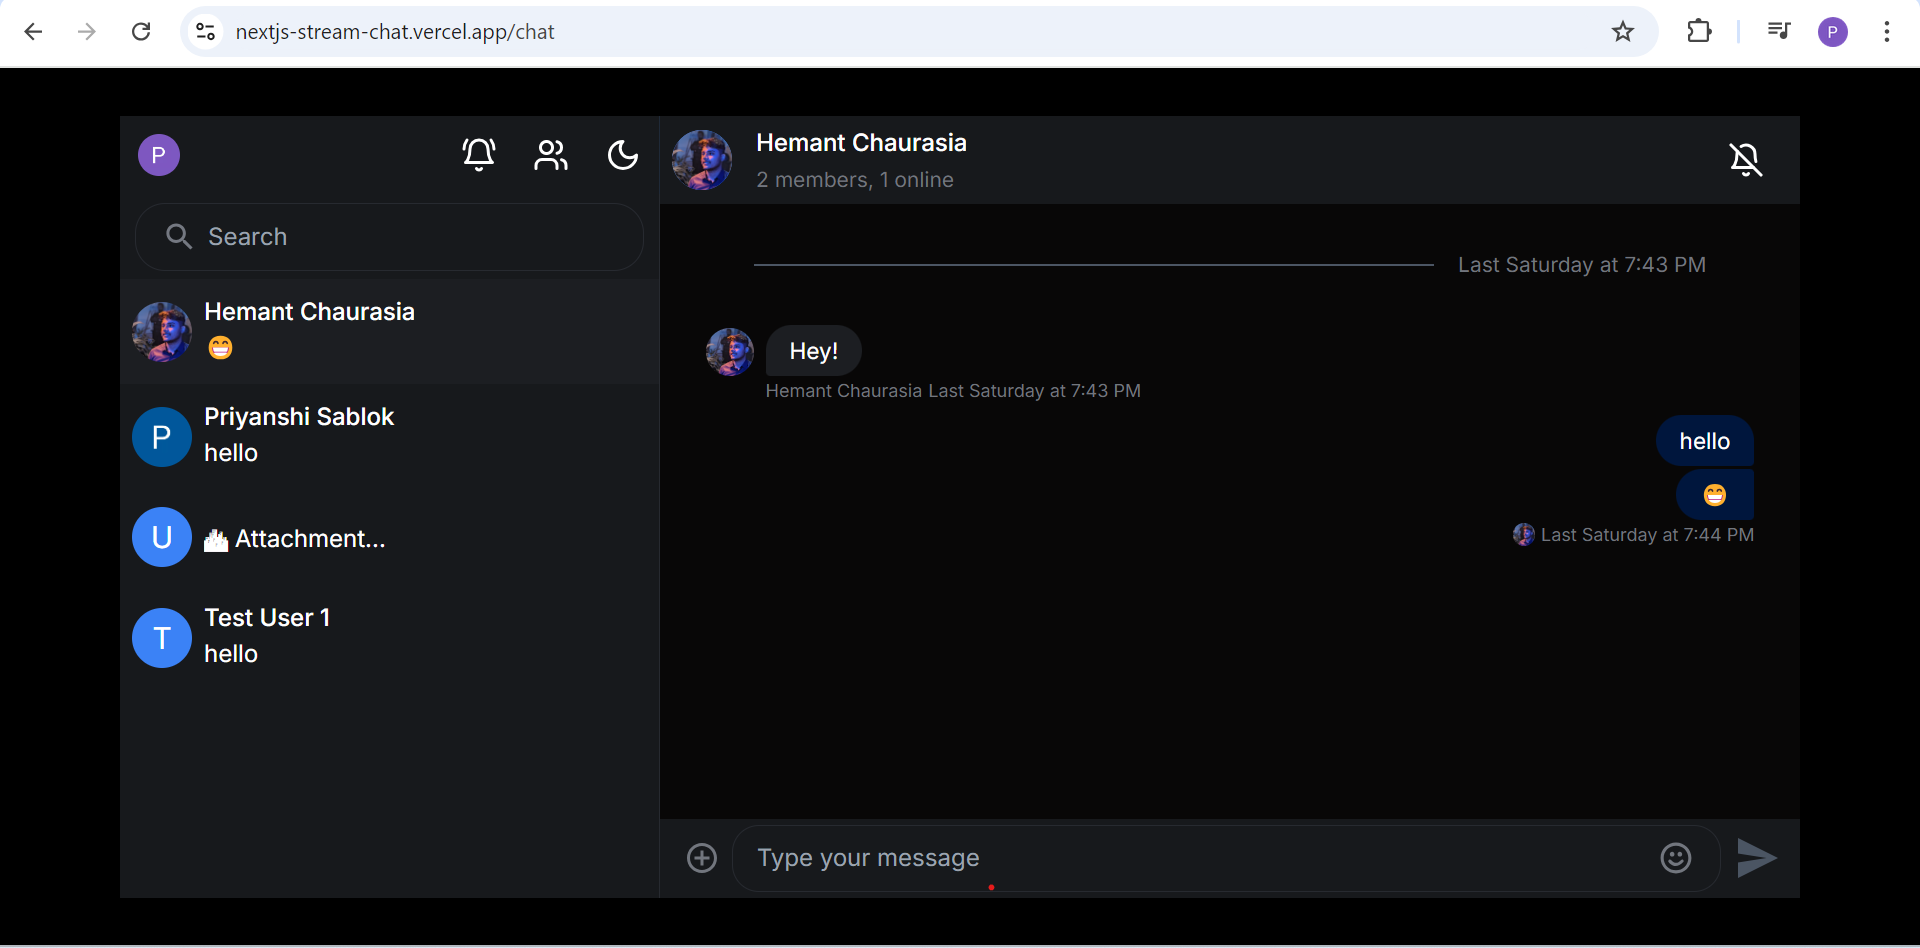 nextjs-stream-chat.vercel.app/chat
P
P
Search
Hemant Chaurasia
😁
P
Priyanshi Sablok
hello
U
🏙️ Attachment...
T
Test User 1
hello
Hemant Chaurasia
2 members, 1 online
Last Saturday at 7:43 PM
Hey!
Hemant Chaurasia Last Saturday at 7:43 PM
hello
😁
Last Saturday at 7:44 PM
Type your message